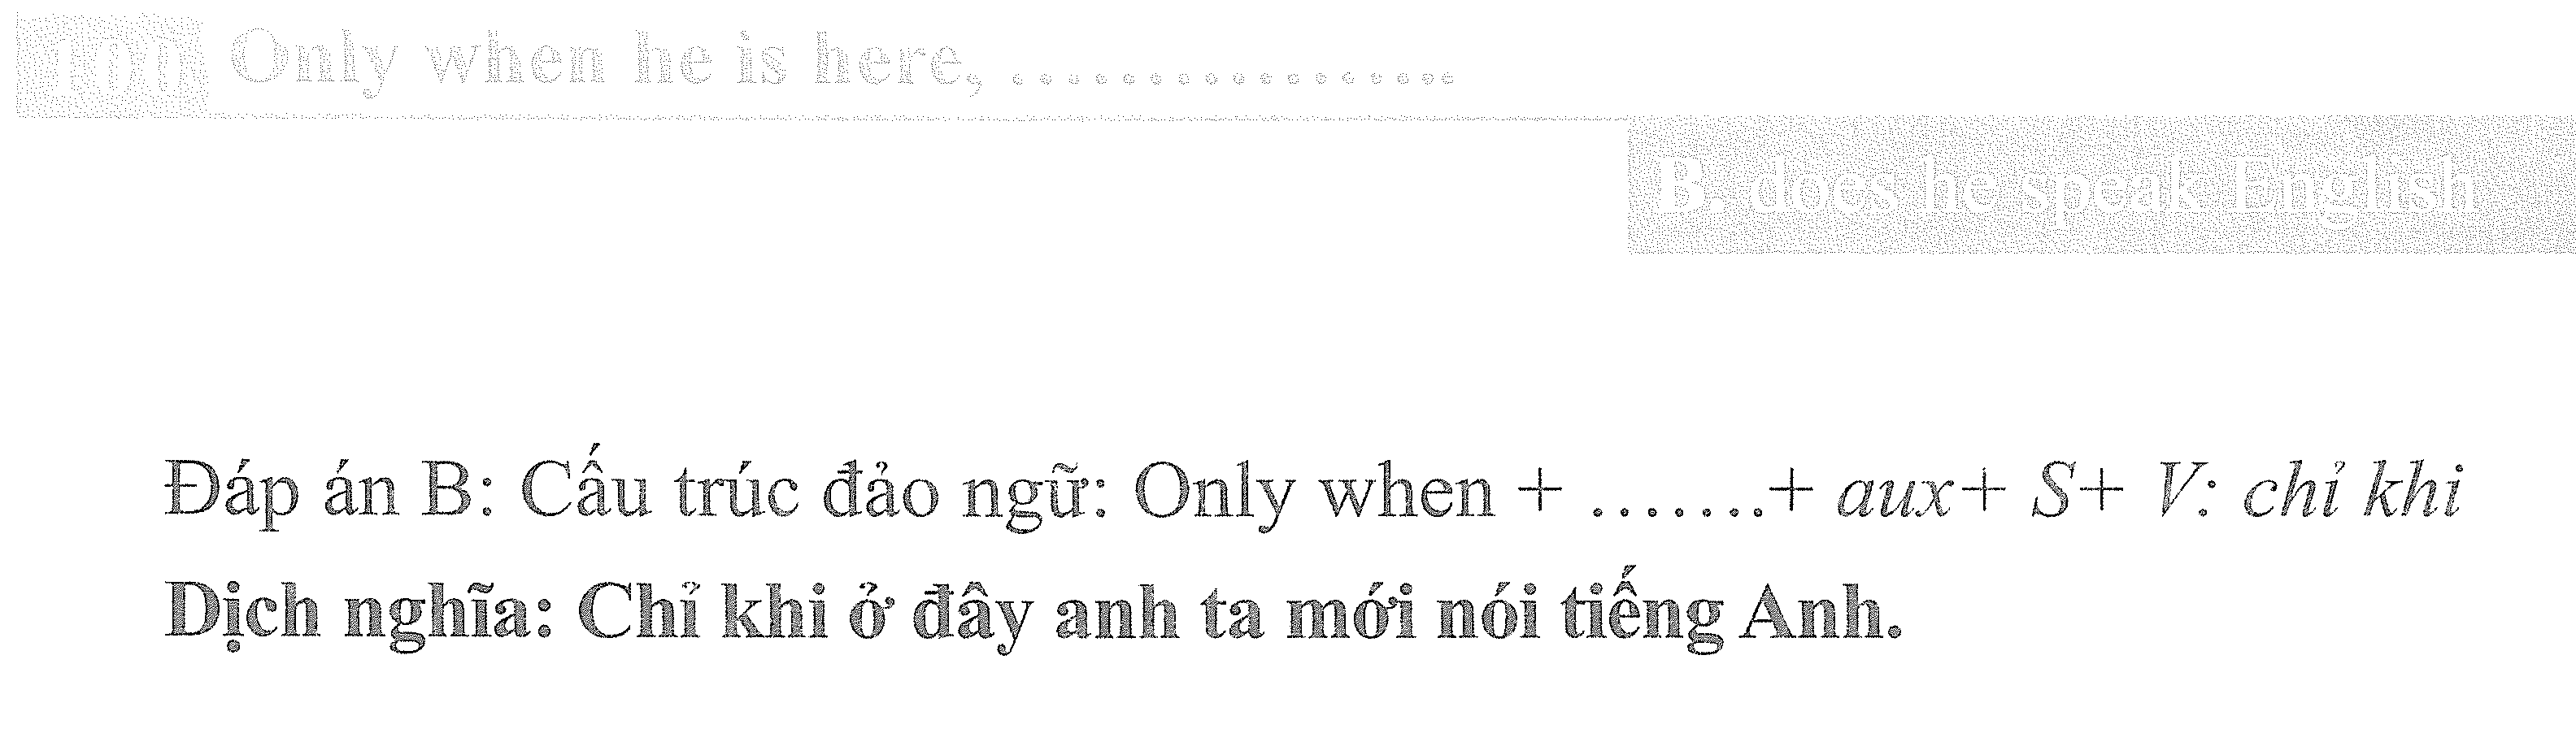 100 Only when he is here, ……………..
B. does he speak English
Đáp án B: Cấu trúc đảo ngữ: Only when + …….+ aux+ S+ V: chỉ khi
Dịch nghĩa: Chỉ khi ở đây anh ta mới nói tiếng Anh.